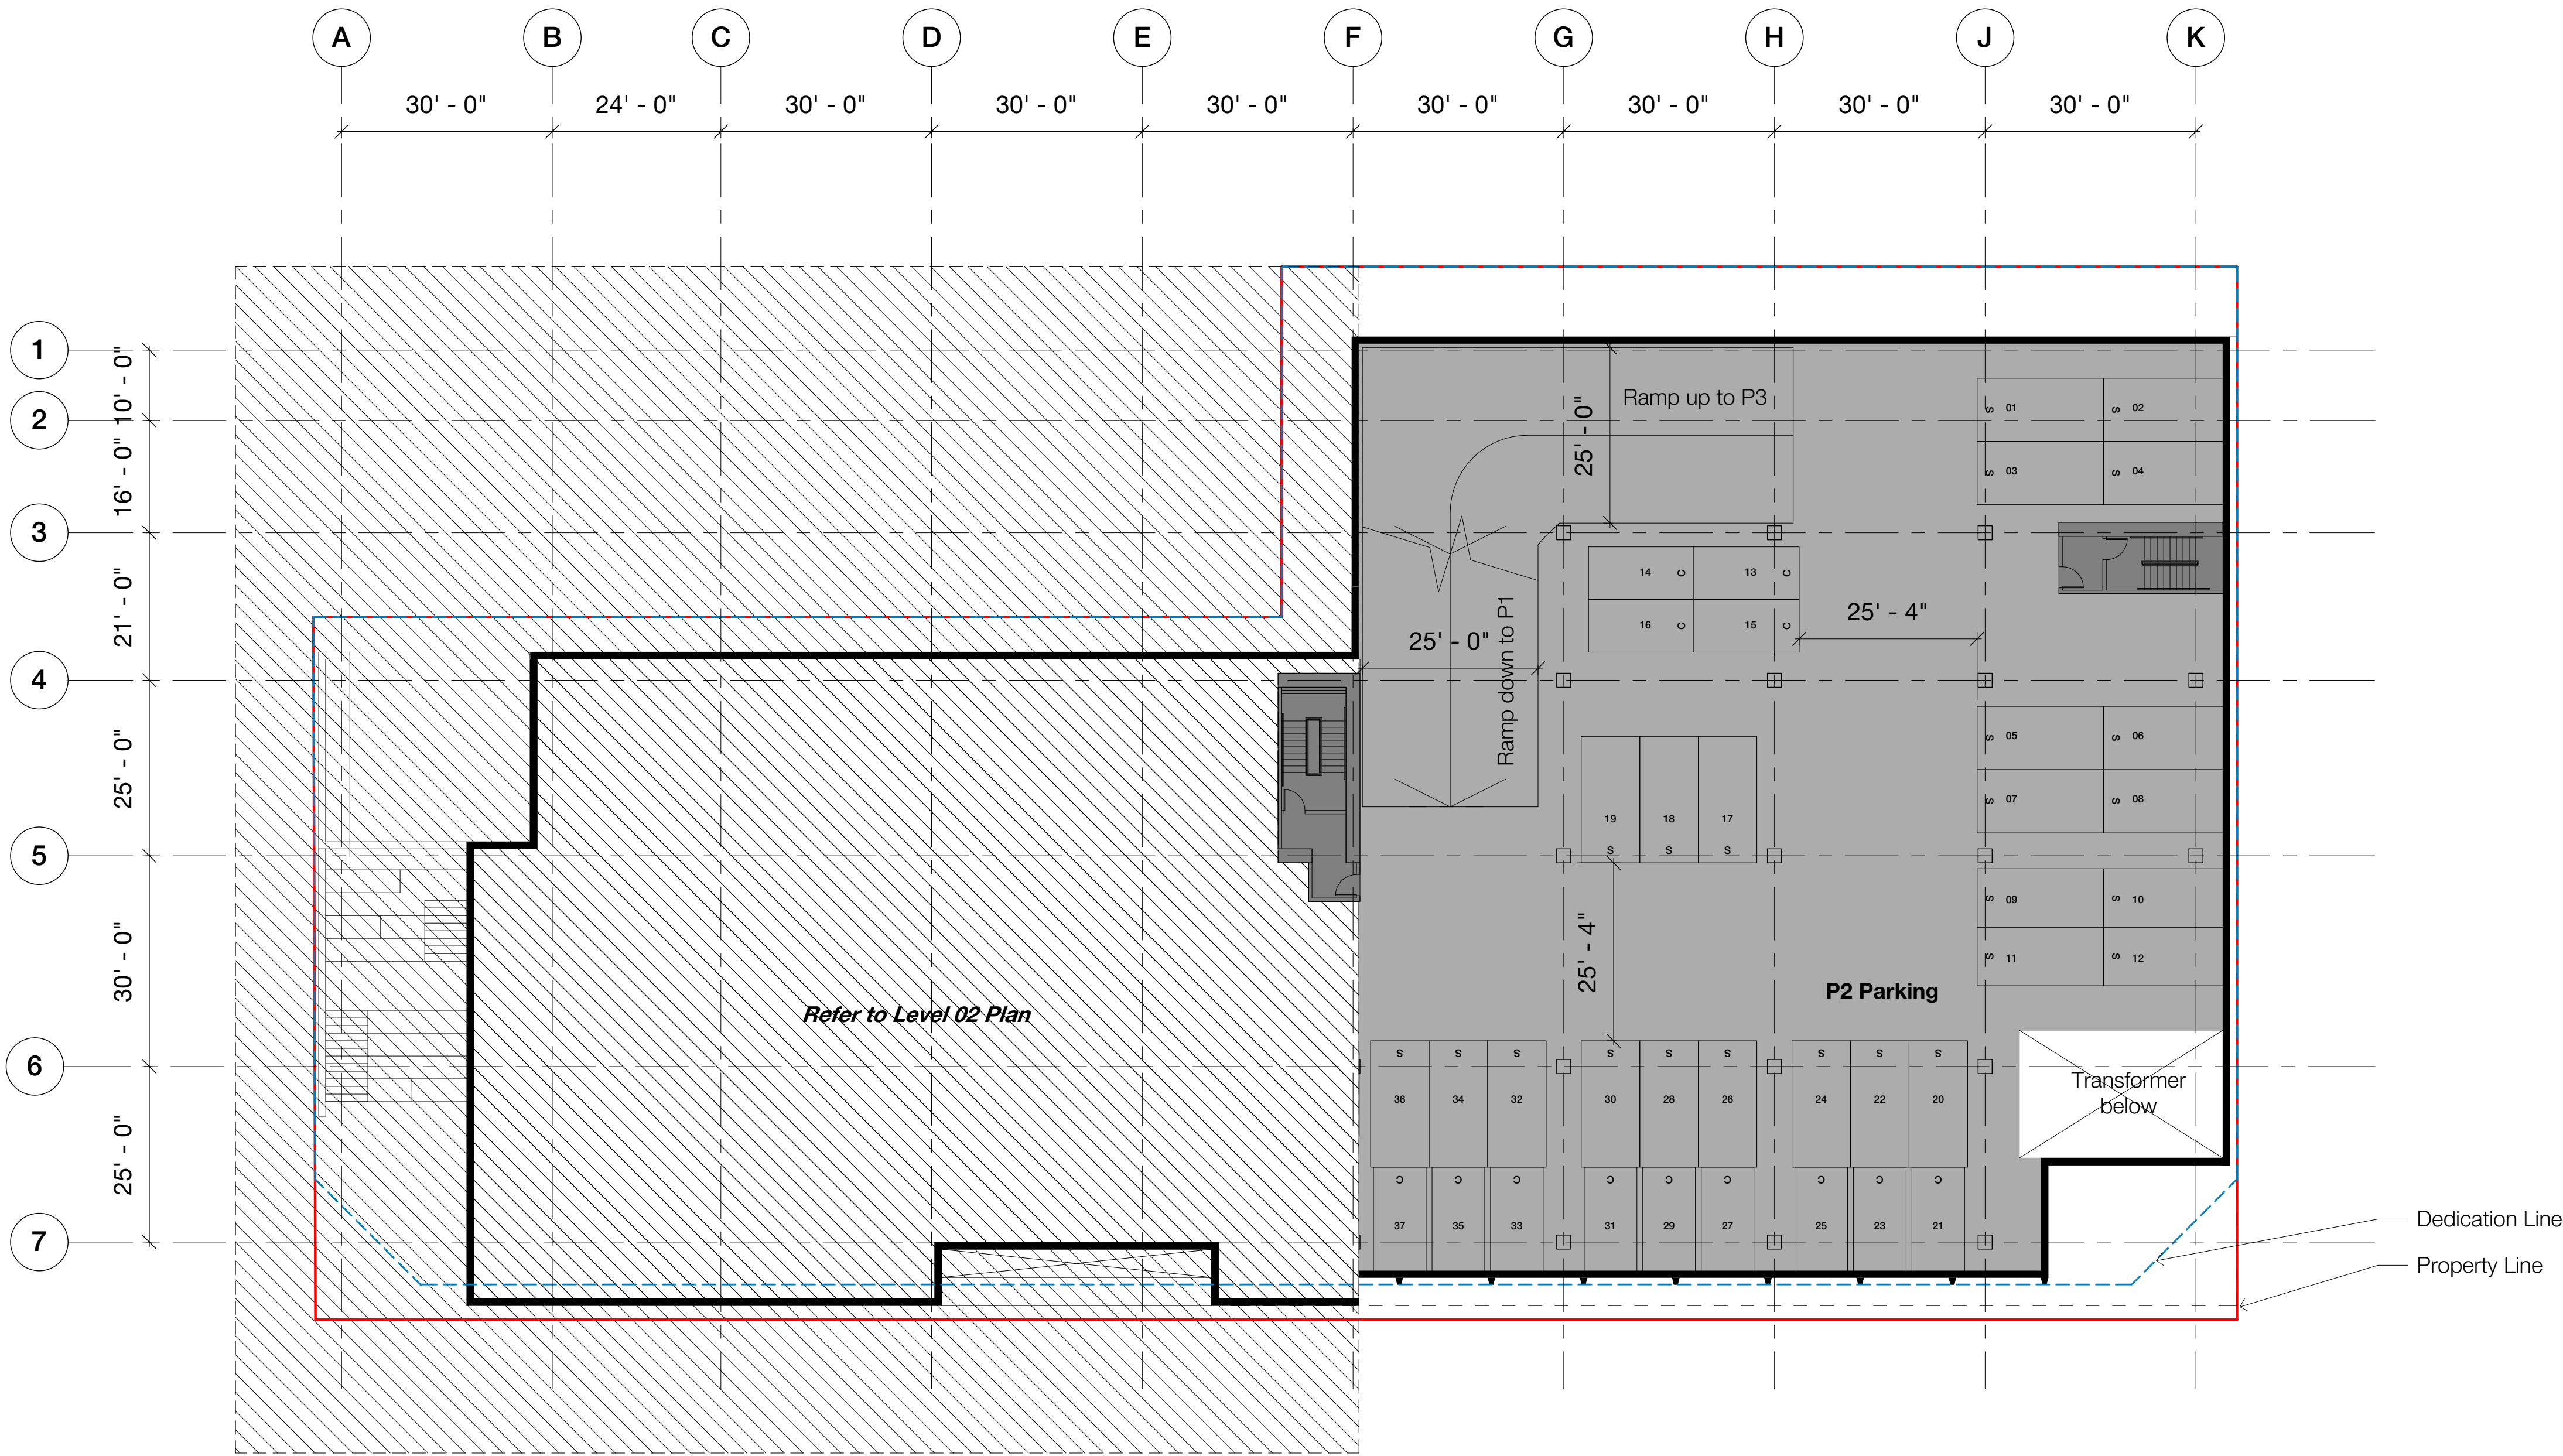 A B C D E F G H J K
30' - 0" 24' - 0" 30' - 0" 30' - 0" 30' - 0" 30' - 0" 30' - 0" 30' - 0" 30' - 0"
1
10' - 0"
2
16' - 0"
3
21' - 0"
4
25' - 0"
5
30' - 0"
6
25' - 0"
7
Ramp up to P3
25' - 0"
S 01 S 02
S 03 S 04
14 C 13 C
16 C 15 C
25' - 4"
25' - 0"
Ramp down to P1
S 05 S 06
S 07 S 08
19 18 17
S S S
S 09 S 10
S 11 S 12
25' - 4"
P2 Parking
Refer to Level 02 Plan
S S S S S S S S S
36 34 32 30 28 26 24 22 20
C C C C C C C C C
37 35 33 31 29 27 25 23 21
Transformer
below
Dedication Line
Property Line